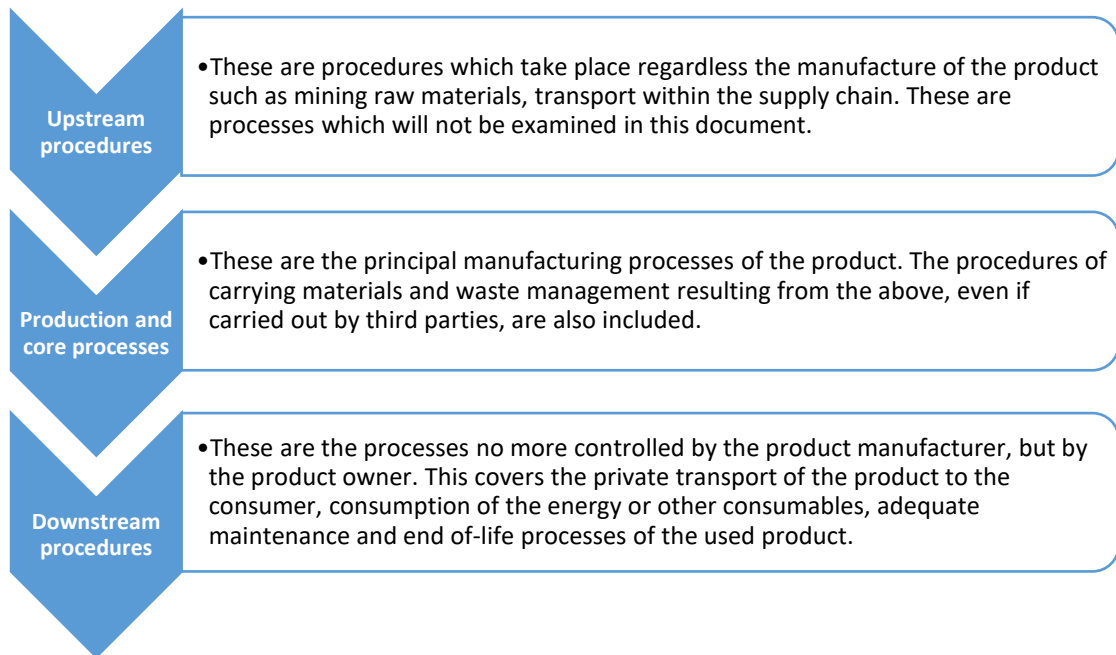 Upstream
procedures
•These are procedures which take place regardless the manufacture of the product
such as mining raw materials, transport within the supply chain. These are
processes which will not be examined in this document.
Production and
core processes
•These are the principal manufacturing processes of the product. The procedures of
carrying materials and waste management resulting from the above, even if
carried out by third parties, are also included.
Downstream
procedures
•These are the processes no more controlled by the product manufacturer, but by
the product owner. This covers the private transport of the product to the
consumer, consumption of the energy or other consumables, adequate
maintenance and end of-life processes of the used product.